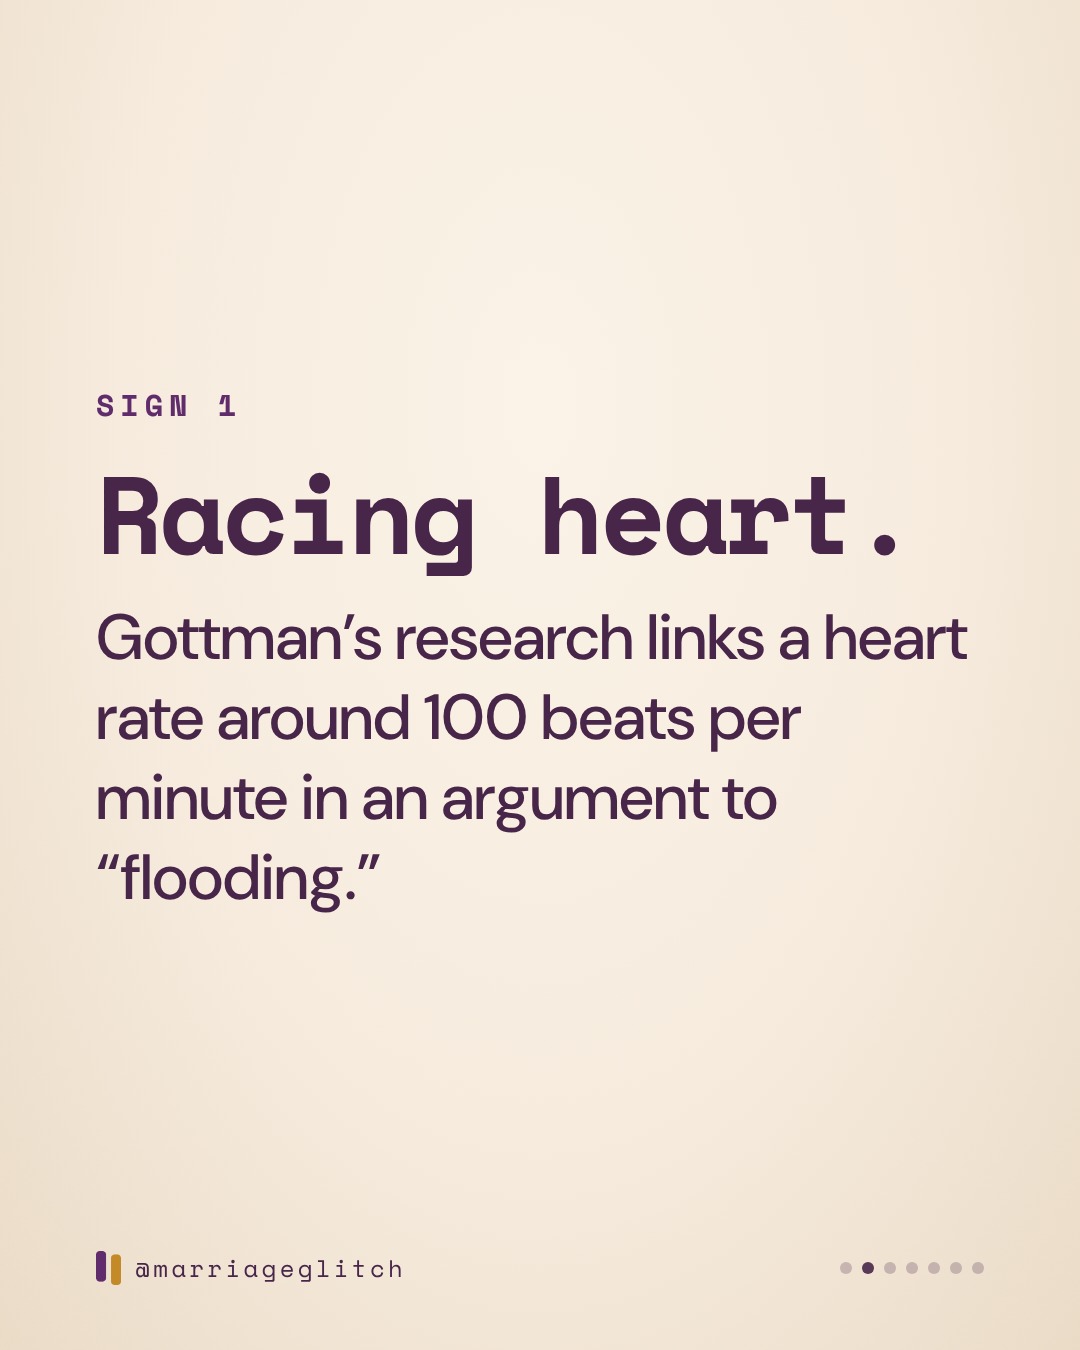 SIGN 1
Racing heart.
Gottman’s research links a heart
rate around 100 beats per
minute in an argument to
“flooding.”
@marriageglitch